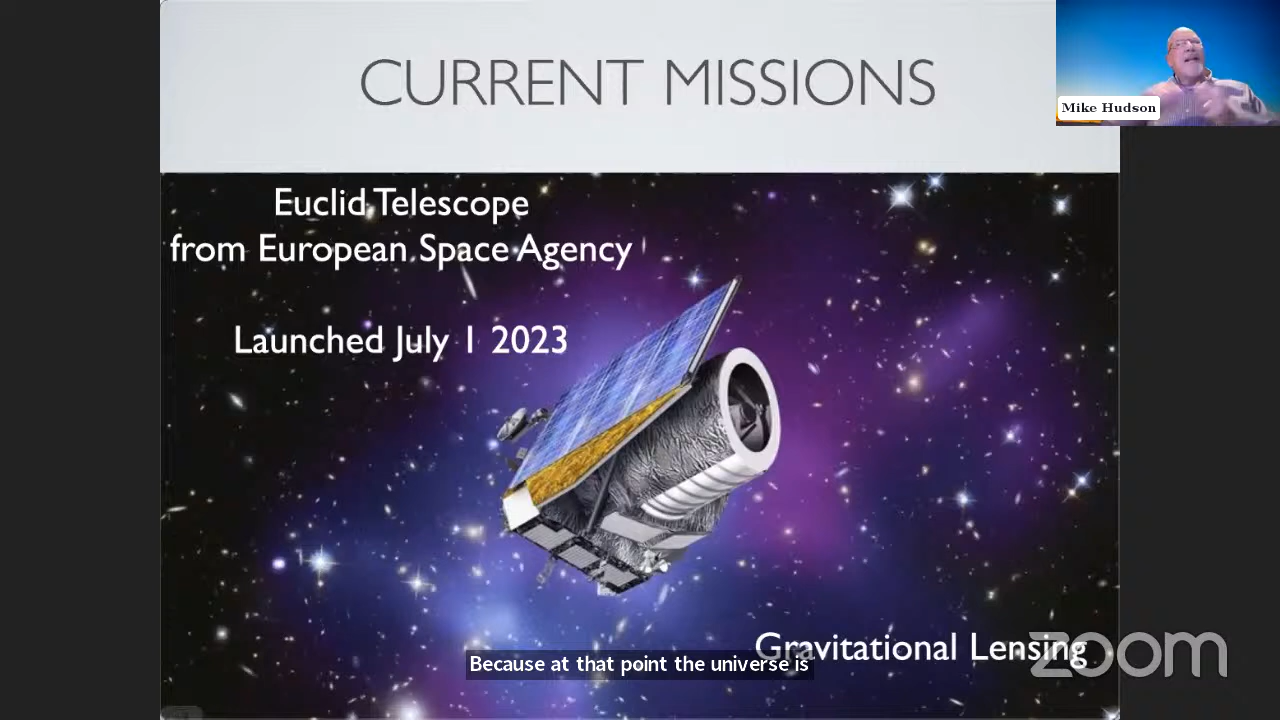 CURRENT MISSIONS
Mike Hudson
Euclid Telescope
from European Space Agency
Launched July 1 2023
Gravitational Lensing
zoom
Because at that point the universe is